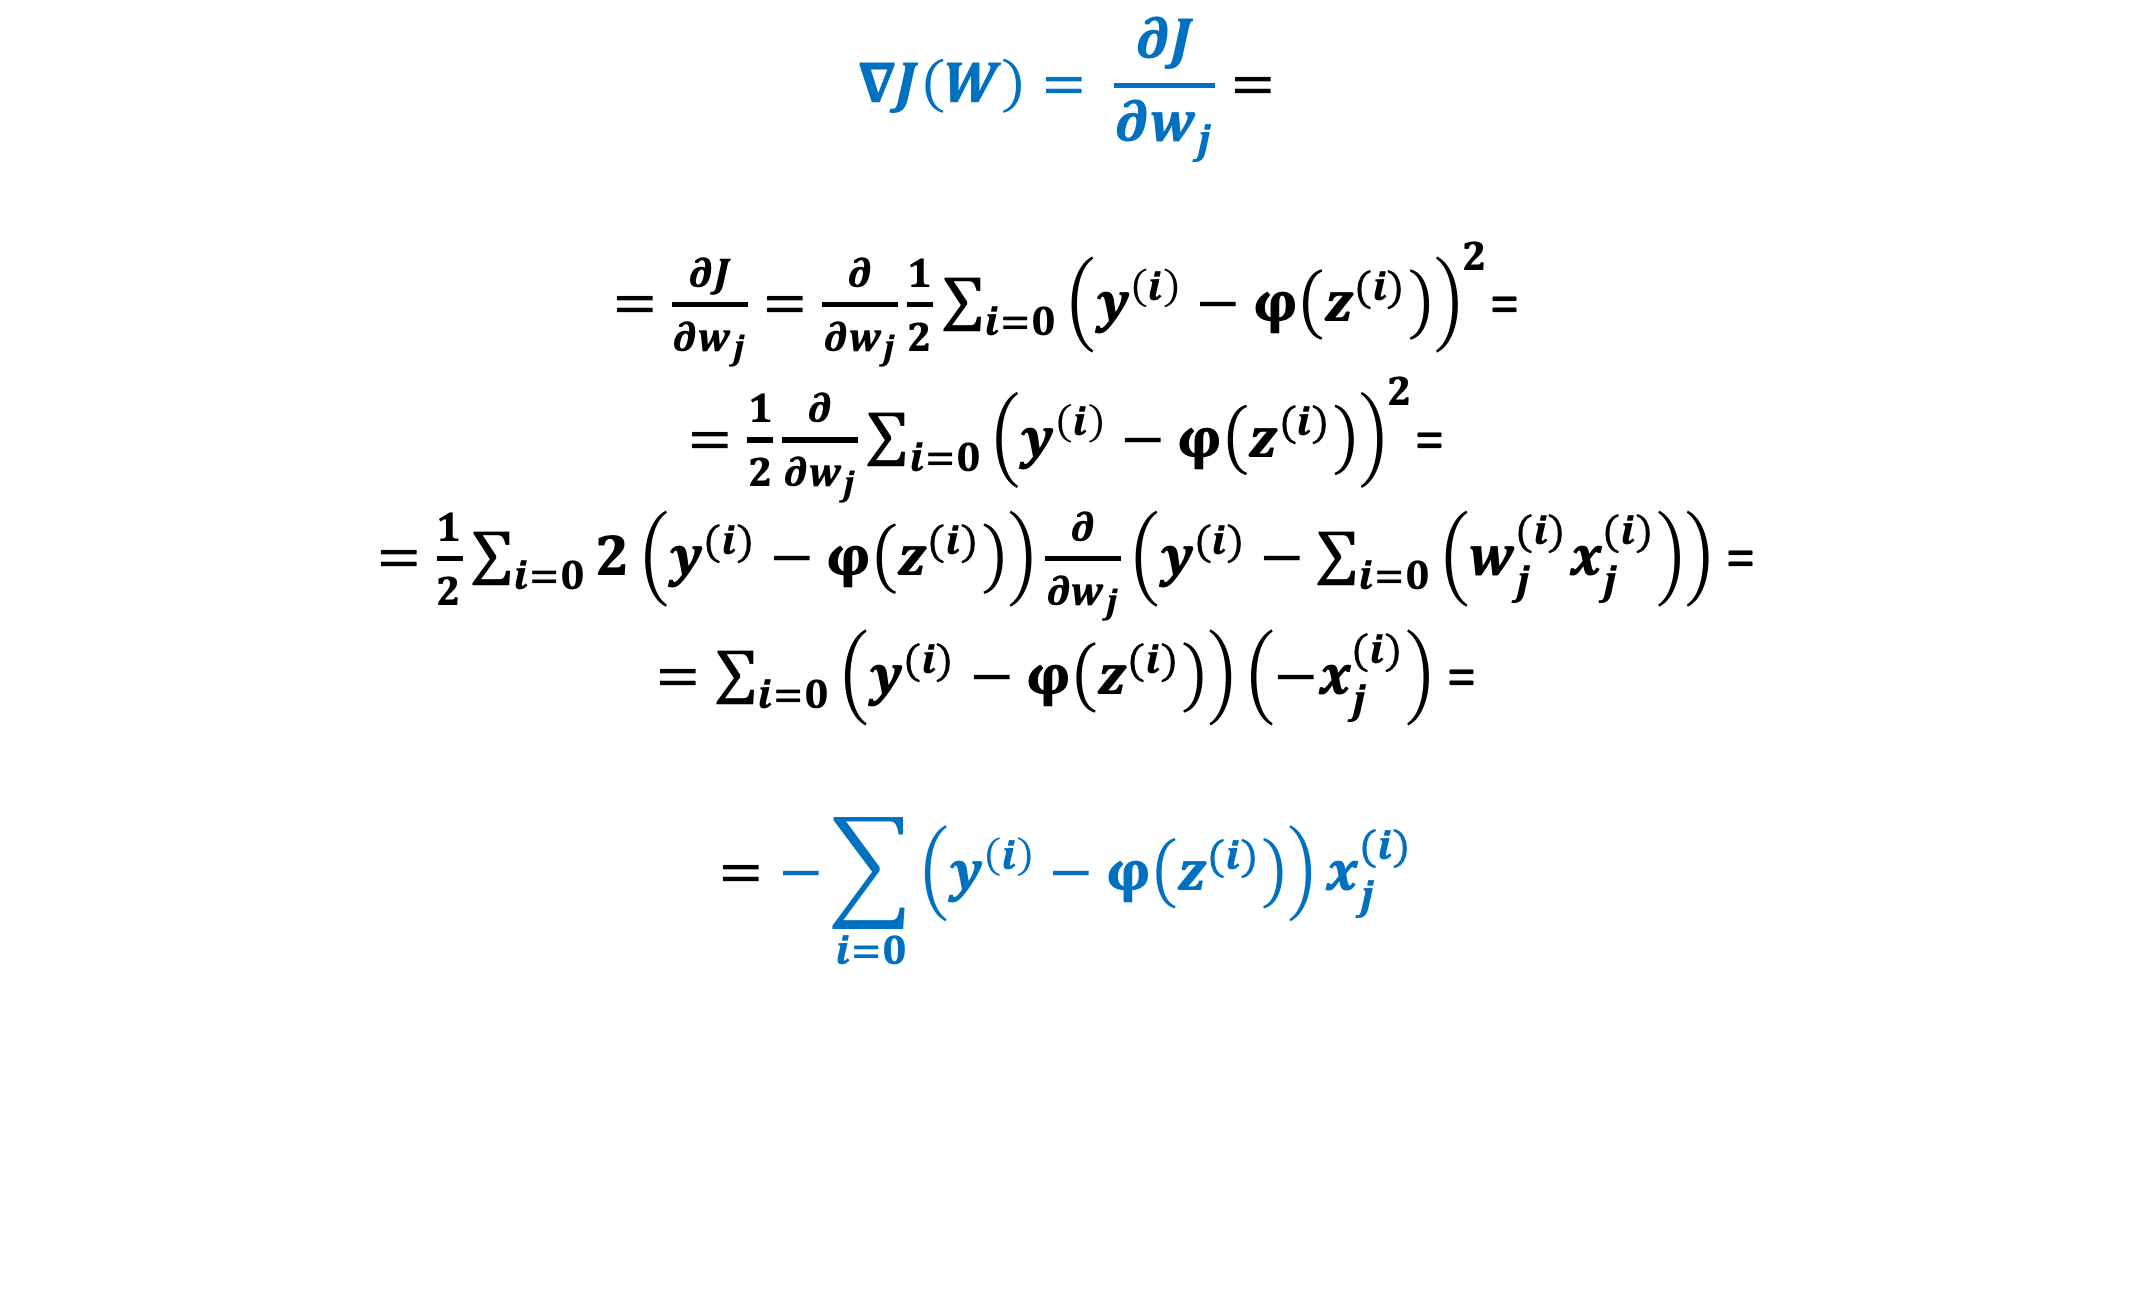 ∇J(W) = ∂J/∂w_j =
= ∂J/∂w_j = ∂/∂w_j 1/2 ∑_{i=0} (y^{(i)} − φ(z^{(i)}))^2 =
= 1/2 ∂/∂w_j ∑_{i=0} (y^{(i)} − φ(z^{(i)}))^2 =
= 1/2 ∑_{i=0} 2 (y^{(i)} − φ(z^{(i)})) ∂/∂w_j (y^{(i)} − ∑_{i=0} (w_j^{(i)} x_j^{(i)})) =
= ∑_{i=0} (y^{(i)} − φ(z^{(i)})) (−x_j^{(i)}) =
= − ∑_{i=0} (y^{(i)} − φ(z^{(i)})) x_j^{(i)}